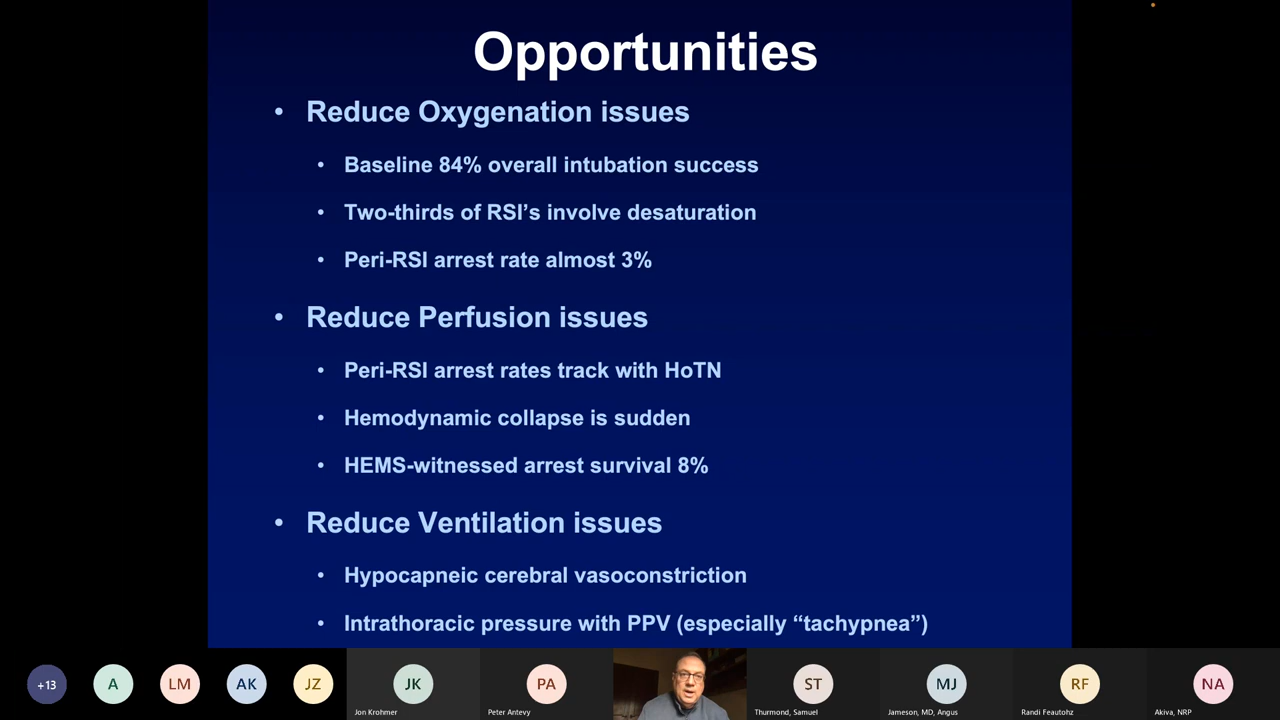 Opportunities
• Reduce Oxygenation issues
• Baseline 84% overall intubation success
• Two-thirds of RSI’s involve desaturation
• Peri-RSI arrest rate almost 3%
• Reduce Perfusion issues
• Peri-RSI arrest rates track with HoTN
• Hemodynamic collapse is sudden
• HEMS-witnessed arrest survival 8%
• Reduce Ventilation issues
• Hypocapneic cerebral vasoconstriction
• Intrathoracic pressure with PPV (especially “tachypnea”)
+13
A
LM
AK
JZ
JK
Jon Krohmer
PA
Peter Antevy
ST
Thurmond, Samuel
MJ
Jameson, MD, Angus
RF
Randi Feautohz
NA
Akiva, NRP